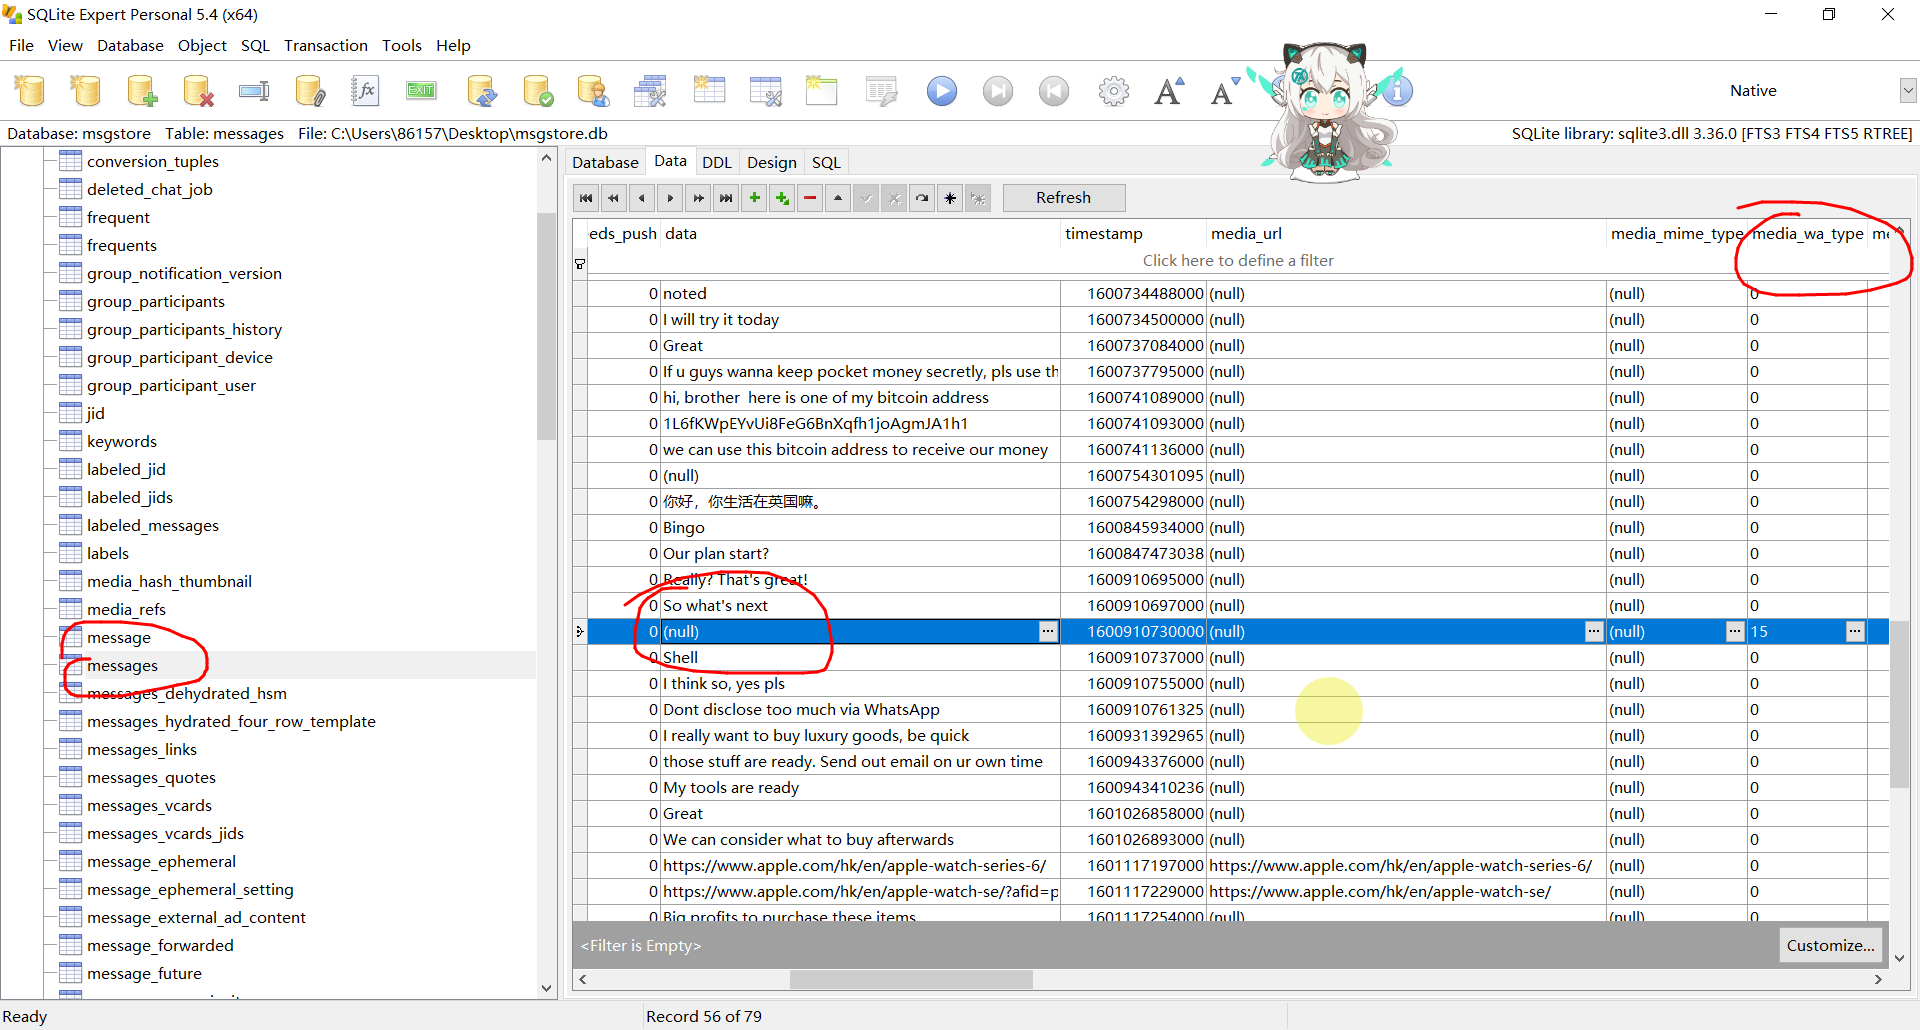 SQLite Expert Personal 5.4 (x64)
File View Database Object SQL Transaction Tools Help
EXIT
Native
Database: msgstore Table: messages File: C:\Users\86157\Desktop\msgstore.db
SQLite library: sqlite3.dll 3.36.0 [FTS3 FTS4 FTS5 RTREE]
conversion_tuples
deleted_chat_job
frequent
frequents
group_notification_version
group_participants
group_participants_history
group_participant_device
group_participant_user
jid
keywords
labeled_jid
labeled_jids
labeled_messages
labels
media_hash_thumbnail
media_refs
message
messages
messages_dehydrated_hsm
messages_hydrated_four_row_template
messages_links
messages_quotes
messages_vcards
messages_vcards_jids
message_ephemeral
message_ephemeral_setting
message_external_ad_content
message_forwarded
message_future
Database Data DDL Design SQL
Refresh
eds_push data timestamp media_url media_mime_type media_wa_type me
Click here to define a filter
0 noted 1600734488000 (null) (null) 0
0 I will try it today 1600734500000 (null) (null) 0
0 Great 1600737084000 (null) (null) 0
0 If u guys wanna keep pocket money secretly, pls use th 1600737795000 (null) (null) 0
0 hi, brother  here is one of my bitcoin address 1600741089000 (null) (null) 0
0 1L6fKWpEYvUi8FeG6BnXqfh1joAgmJA1h1 1600741093000 (null) (null) 0
0 we can use this bitcoin address to receive our money 1600741136000 (null) (null) 0
0 (null) 1600754301095 (null) (null) 0
0 你好，你生活在英国嘛。 1600754298000 (null) (null) 0
0 Bingo 1600845934000 (null) (null) 0
0 Our plan start? 1600847473038 (null) (null) 0
0 Really? That's great! 1600910695000 (null) (null) 0
0 So what's next 1600910697000 (null) (null) 0
0 (null) ... 1600910730000 (null) ... (null) ... 15 ...
0 Shell 1600910737000 (null) (null) 0
0 I think so, yes pls 1600910755000 (null) (null) 0
0 Dont disclose too much via WhatsApp 1600910761325 (null) (null) 0
0 I really want to buy luxury goods, be quick 1600931392965 (null) (null) 0
0 those stuff are ready. Send out email on ur own time 1600943376000 (null) (null) 0
0 My tools are ready 1600943410236 (null) (null) 0
0 Great 1601026858000 (null) (null) 0
0 We can consider what to buy afterwards 1601026893000 (null) (null) 0
0 https://www.apple.com/hk/en/apple-watch-series-6/ 1601117197000 https://www.apple.com/hk/en/apple-watch-series-6/ (null) 0
0 https://www.apple.com/hk/en/apple-watch-se/?afid=p 1601117229000 https://www.apple.com/hk/en/apple-watch-se/ (null) 0
0 Big profits to purchase these items 1601117254000 (null) (null) 0
<Filter is Empty>
Customize...
Ready
Record 56 of 79